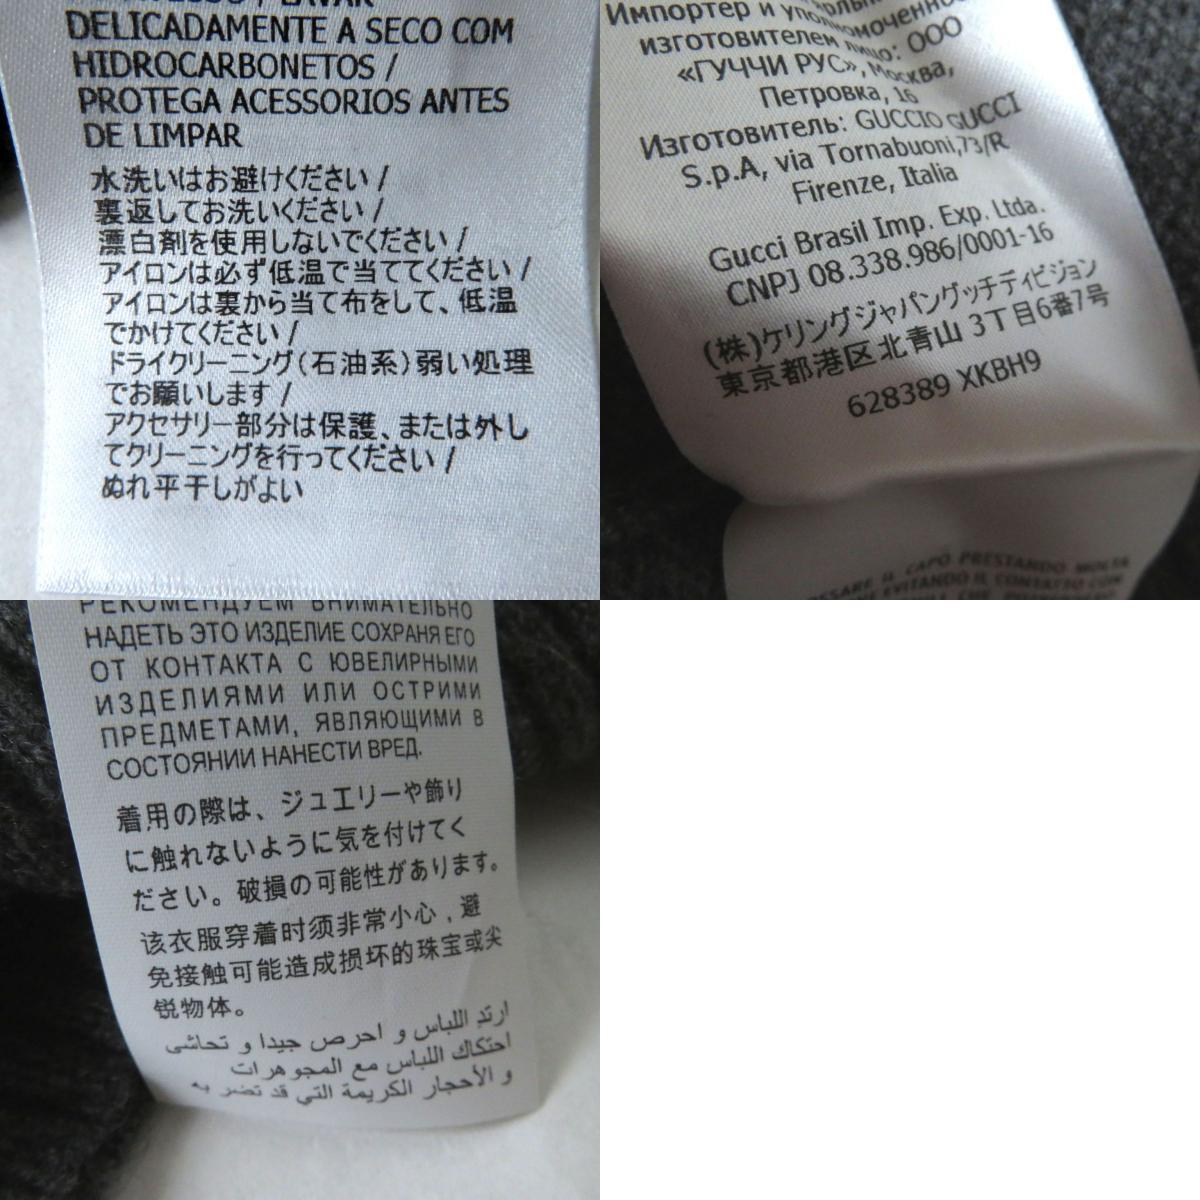 DELICADAMENTE A SECO COM
HIDROCARBONETOS /
PROTEGA ACESSORIOS ANTES
DE LIMPAR
水洗いはお避けください /
裏返してお洗いください /
漂白剤を使用しないでください /
アイロンは必ず低温で当ててください /
アイロンは裏から当て布をして、低温
でかけてください /
ドライクリーニング(石油系)弱い処理
でお願いします /
アクセサリー部分は保護、または外し
てクリーニングを行ってください /
ぬれ平干しがよい
Импортер и уполномоченное
изготовителем лицо: ООО
«ГУЧЧИ РУС», Москва,
Петровка, 16
Изготовитель: GUCCIO GUCCI
S.p.A, via Tornabuoni,73/R
Firenze, Italia
Gucci Brasil Imp. Exp. Ltda.
CNPJ 08.338.986/0001-16
(株)ケリングジャパングッチディビジョン
東京都港区北青山 3丁目6番7号
628389 XKBH9
IL CAPO PRESTANDO MOLTA
EVITANDO IL CONTATTO CON
РЕКОМЕНДУЕМ ВНИМАТЕЛЬНО
НАДЕТЬ ЭТО ИЗДЕЛИЕ СОХРАНЯ ЕГО
ОТ КОНТАКТА С ЮВЕЛИРНЫМИ
ИЗДЕЛИЯМИ ИЛИ ОСТРИМИ
ПРЕДМЕТАМИ, ЯВЛЯЮЩИМИ В
СОСТОЯНИИ НАНЕСТИ ВРЕД.
着用の際は、ジュエリーや飾り
に触れないように気を付けてく
ださい。破損の可能性があります。
该衣服穿着时须非常小心，避
免接触可能造成损坏的珠宝或尖
锐物体。
ارتدِ اللباس و احرص جيدا و تحاشى
احتكاك اللباس مع المجوهرات
و الأحجار الكريمة التي قد تضر به